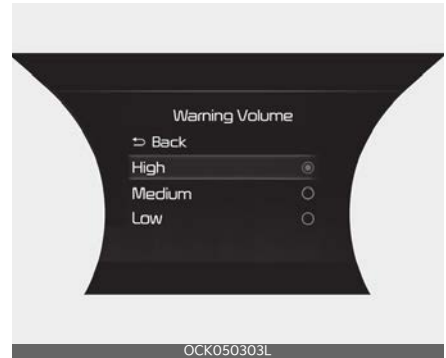 Warning Volume
⮌ Back
High
Medium
Low
OCK050303L